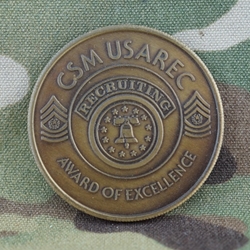 CSM USAREC
RECRUITING
AWARD OF EXCELLENCE